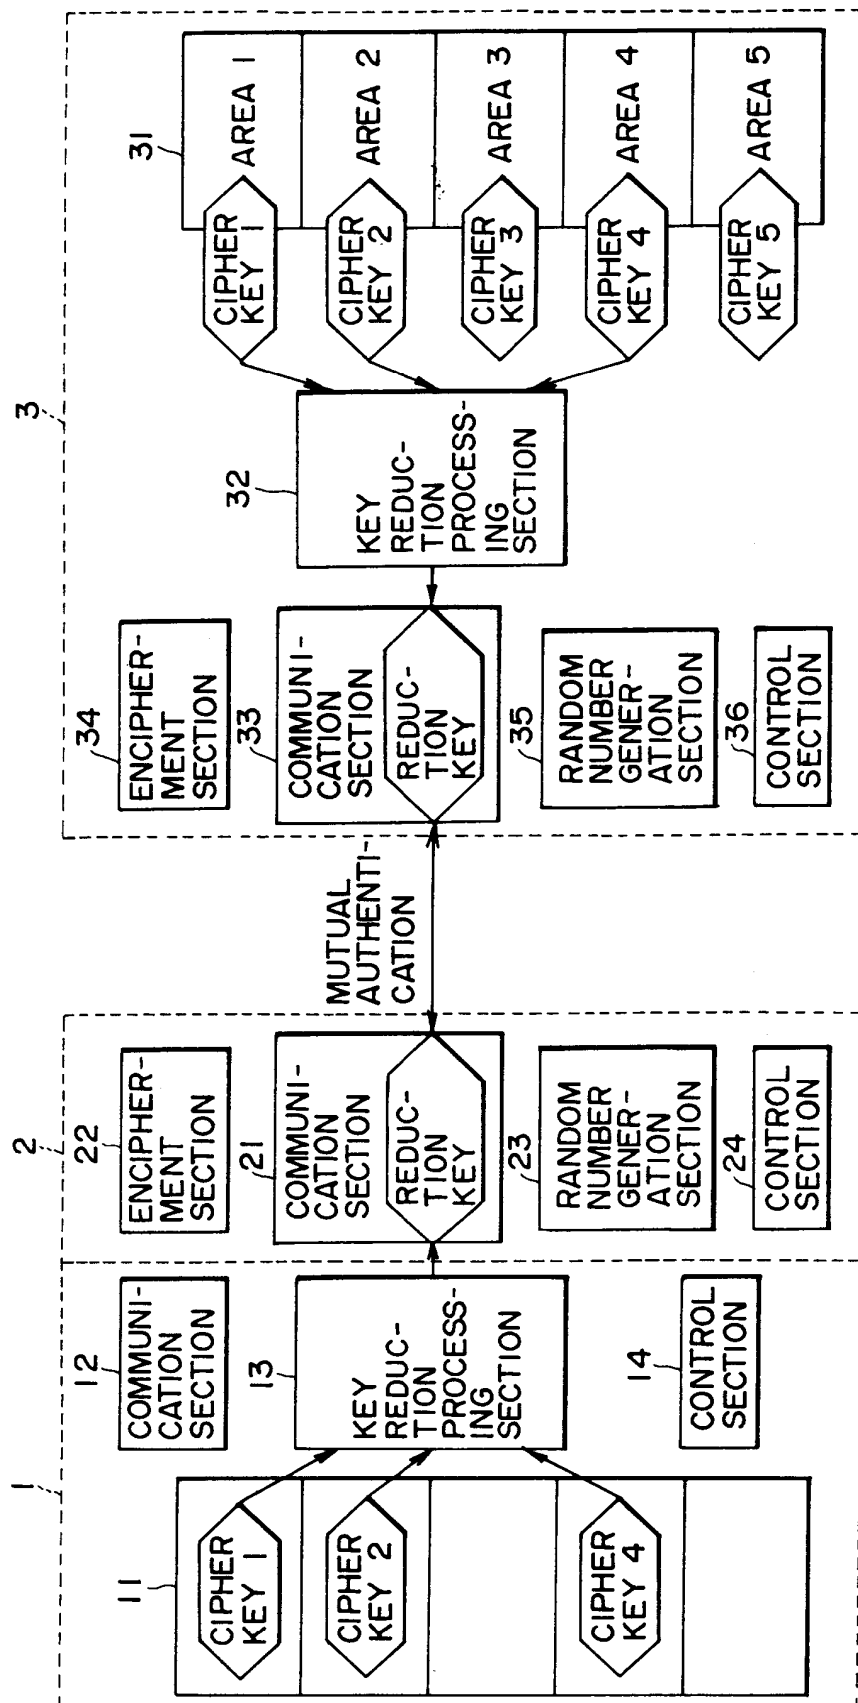 1
11
CIPHER
KEY 1
CIPHER
KEY 2
CIPHER
KEY 4
12
COMMUNI-
CATION
SECTION
13
KEY
REDUC-
TION
PROCESS-
ING
SECTION
14
CONTROL
SECTION
2
22
ENCIPHER-
MENT
SECTION
21
COMMUNI-
CATION
SECTION
REDUC-
TION
KEY
23
RANDOM
NUMBER
GENER-
ATION
SECTION
24
CONTROL
SECTION
MUTUAL
AUTHENTI-
CATION
3
34
ENCIPHER-
MENT
SECTION
33
COMMUNI-
CATION
SECTION
REDUC-
TION
KEY
35
RANDOM
NUMBER
GENER-
ATION
SECTION
36
CONTROL
SECTION
32
KEY
REDUC-
TION
PROCESS-
ING
SECTION
31
CIPHER
KEY 1
AREA 1
CIPHER
KEY 2
AREA 2
CIPHER
KEY 3
AREA 3
CIPHER
KEY 4
AREA 4
CIPHER
KEY 5
AREA 5